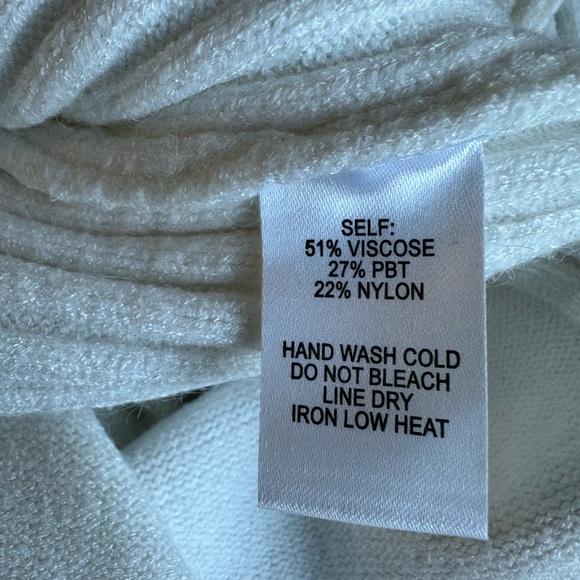 SELF:
51% VISCOSE
27% PBT
22% NYLON
HAND WASH COLD
DO NOT BLEACH
LINE DRY
IRON LOW HEAT